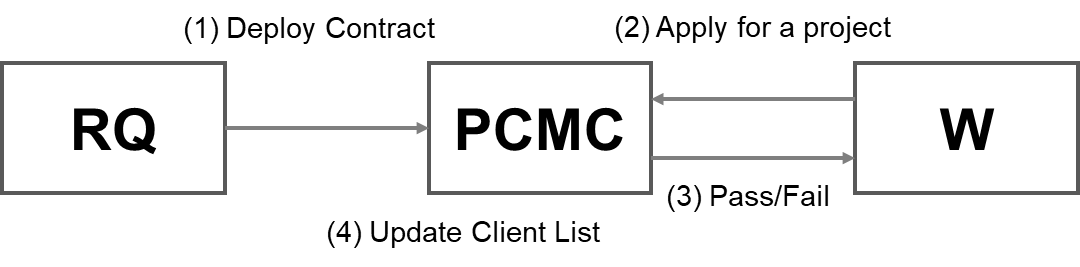 (1) Deploy Contract
(2) Apply for a project
RQ
PCMC
W
(3) Pass/Fail
(4) Update Client List